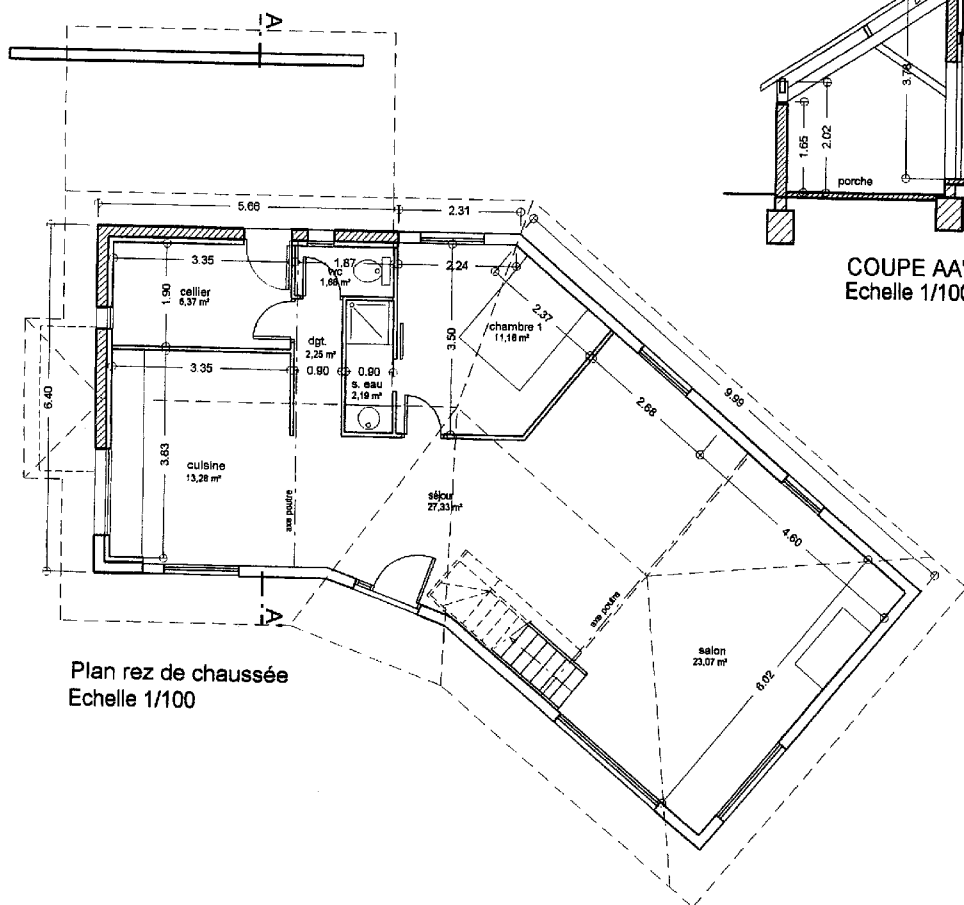 A
5.66
2.31
3.35
1.87
wc
1,68 m²
2.24
1.90
cellier
6,37 m²
dgt.
2,25 m²
3.50
chambre 1
11,16 m²
2.37
3.35
0.90
0.90
s. eau
2,19 m²
6.40
3.83
cuisine
13,28 m²
axe poutre
séjour
27,33 m²
2.68
9.99
4.60
axe poutre
salon
23,07 m²
6.02
A'
Plan rez de chaussée
Echelle 1/100
1.65
2.02
3.78
porche
COUPE AA'
Echelle 1/100